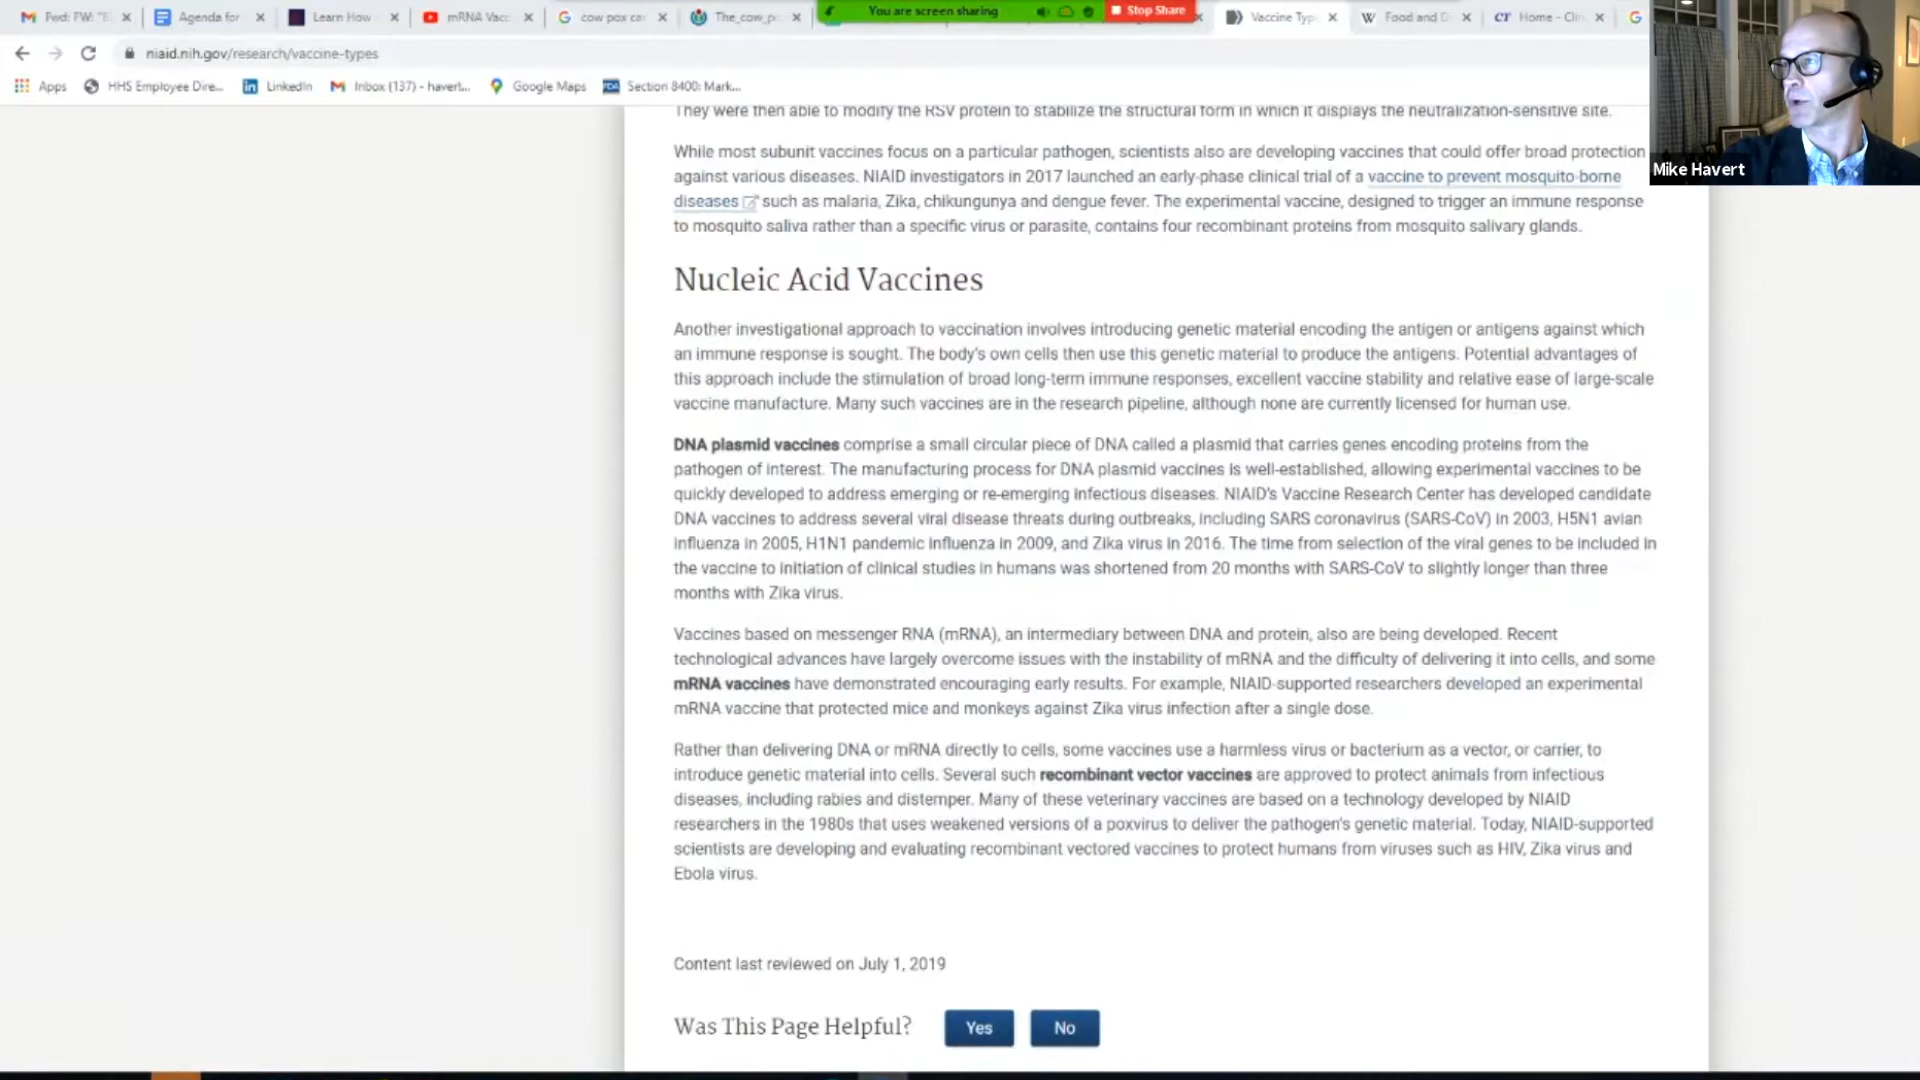 Fwd: FW: "E
Agenda for
Learn How
mRNA Vacc
cow pox ca
The_cow_p
You are screen sharing
Stop Share
Vaccine Typ
Food and D
Home - Clin
niaid.nih.gov/research/vaccine-types
Apps
HHS Employee Dire...
LinkedIn
Inbox (137) - havert...
Google Maps
Section 8400: Mark...
Mike Havert
They were then able to modify the RSV protein to stabilize the structural form in which it displays the neutralization-sensitive site.
While most subunit vaccines focus on a particular pathogen, scientists also are developing vaccines that could offer broad protection
against various diseases. NIAID investigators in 2017 launched an early-phase clinical trial of a vaccine to prevent mosquito-borne
diseases such as malaria, Zika, chikungunya and dengue fever. The experimental vaccine, designed to trigger an immune response
to mosquito saliva rather than a specific virus or parasite, contains four recombinant proteins from mosquito salivary glands.
Nucleic Acid Vaccines
Another investigational approach to vaccination involves introducing genetic material encoding the antigen or antigens against which
an immune response is sought. The body's own cells then use this genetic material to produce the antigens. Potential advantages of
this approach include the stimulation of broad long-term immune responses, excellent vaccine stability and relative ease of large-scale
vaccine manufacture. Many such vaccines are in the research pipeline, although none are currently licensed for human use.
DNA plasmid vaccines comprise a small circular piece of DNA called a plasmid that carries genes encoding proteins from the
pathogen of interest. The manufacturing process for DNA plasmid vaccines is well-established, allowing experimental vaccines to be
quickly developed to address emerging or re-emerging infectious diseases. NIAID's Vaccine Research Center has developed candidate
DNA vaccines to address several viral disease threats during outbreaks, including SARS coronavirus (SARS-CoV) in 2003, H5N1 avian
influenza in 2005, H1N1 pandemic influenza in 2009, and Zika virus in 2016. The time from selection of the viral genes to be included in
the vaccine to initiation of clinical studies in humans was shortened from 20 months with SARS-CoV to slightly longer than three
months with Zika virus.
Vaccines based on messenger RNA (mRNA), an intermediary between DNA and protein, also are being developed. Recent
technological advances have largely overcome issues with the instability of mRNA and the difficulty of delivering it into cells, and some
mRNA vaccines have demonstrated encouraging early results. For example, NIAID-supported researchers developed an experimental
mRNA vaccine that protected mice and monkeys against Zika virus infection after a single dose.
Rather than delivering DNA or mRNA directly to cells, some vaccines use a harmless virus or bacterium as a vector, or carrier, to
introduce genetic material into cells. Several such recombinant vector vaccines are approved to protect animals from infectious
diseases, including rabies and distemper. Many of these veterinary vaccines are based on a technology developed by NIAID
researchers in the 1980s that uses weakened versions of a poxvirus to deliver the pathogen's genetic material. Today, NIAID-supported
scientists are developing and evaluating recombinant vectored vaccines to protect humans from viruses such as HIV, Zika virus and
Ebola virus.
Content last reviewed on July 1, 2019
Was This Page Helpful?
Yes
No